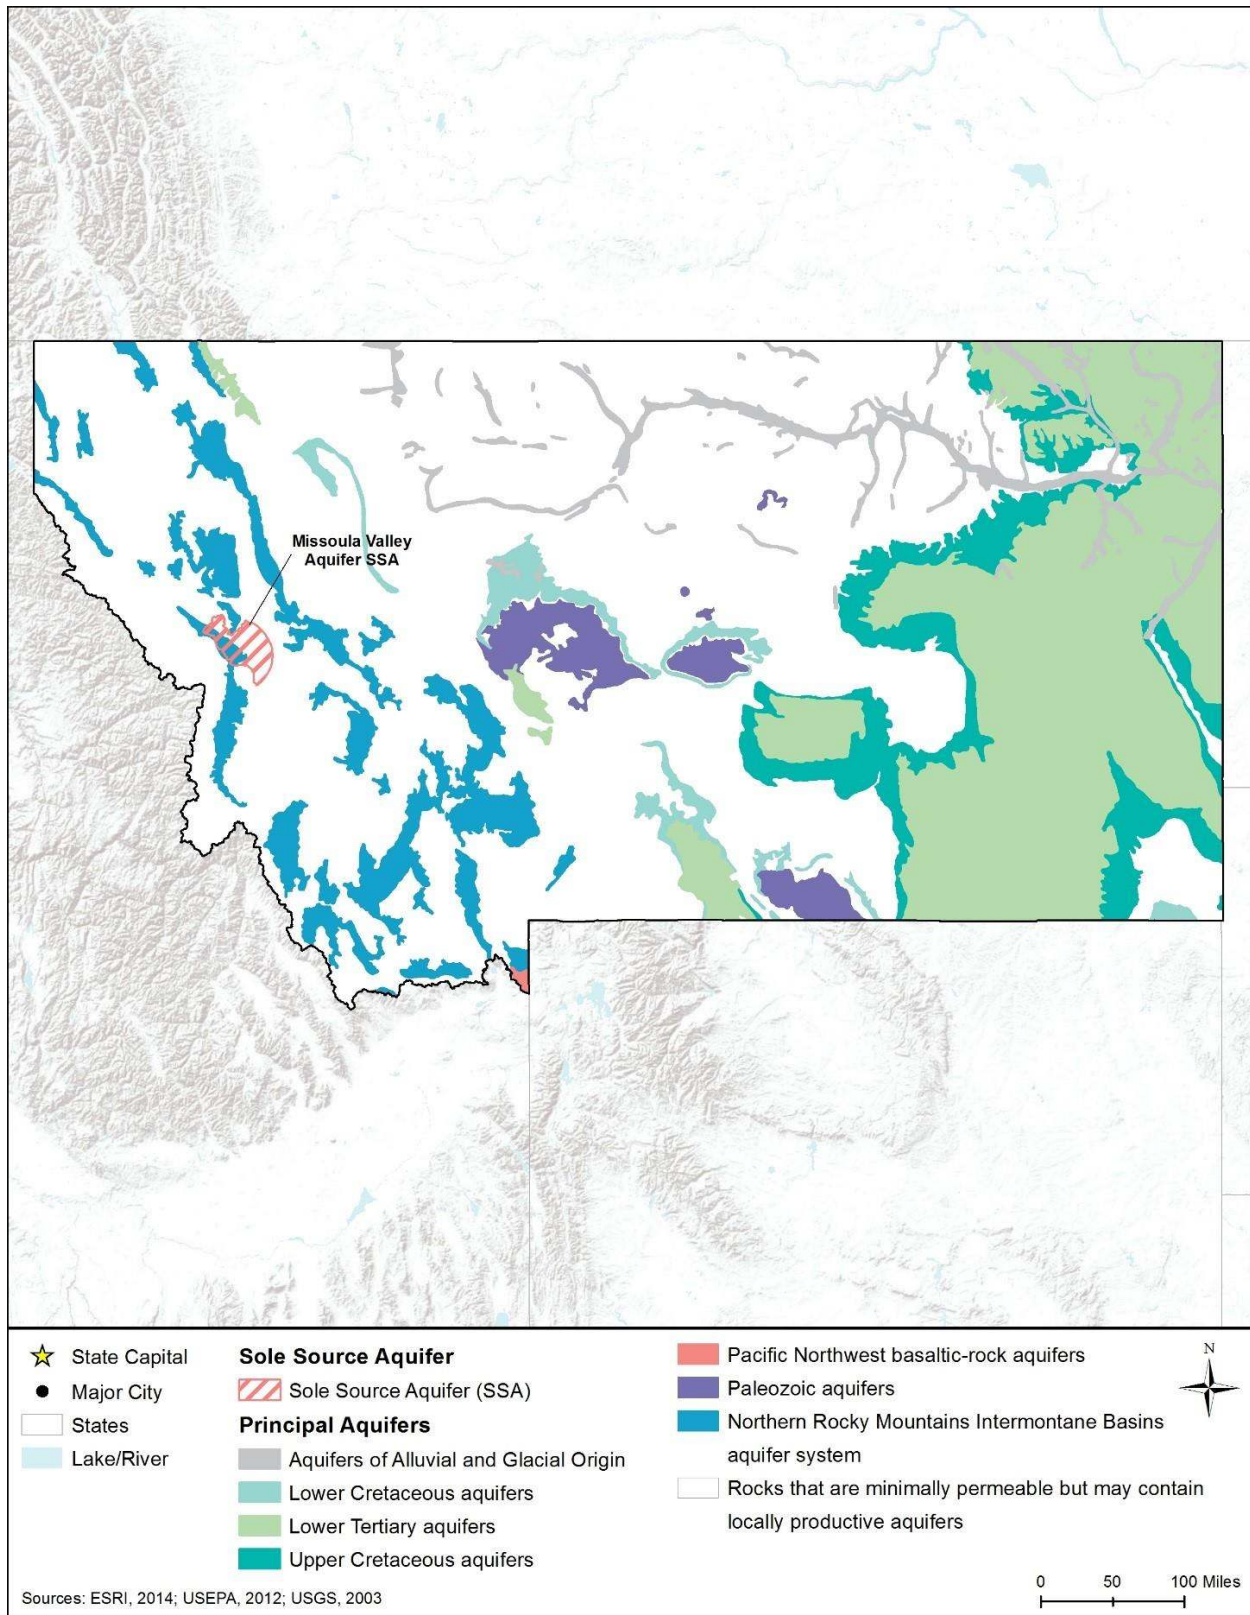 Missoula Valley
Aquifer SSA
State Capital
Major City
States
Lake/River
Sole Source Aquifer
Sole Source Aquifer (SSA)
Principal Aquifers
Aquifers of Alluvial and Glacial Origin
Lower Cretaceous aquifers
Lower Tertiary aquifers
Upper Cretaceous aquifers
Pacific Northwest basaltic-rock aquifers
Paleozoic aquifers
Northern Rocky Mountains Intermontane Basins
aquifer system
Rocks that are minimally permeable but may contain
locally productive aquifers
N
0 50 100 Miles
Sources: ESRI, 2014; USEPA, 2012; USGS, 2003